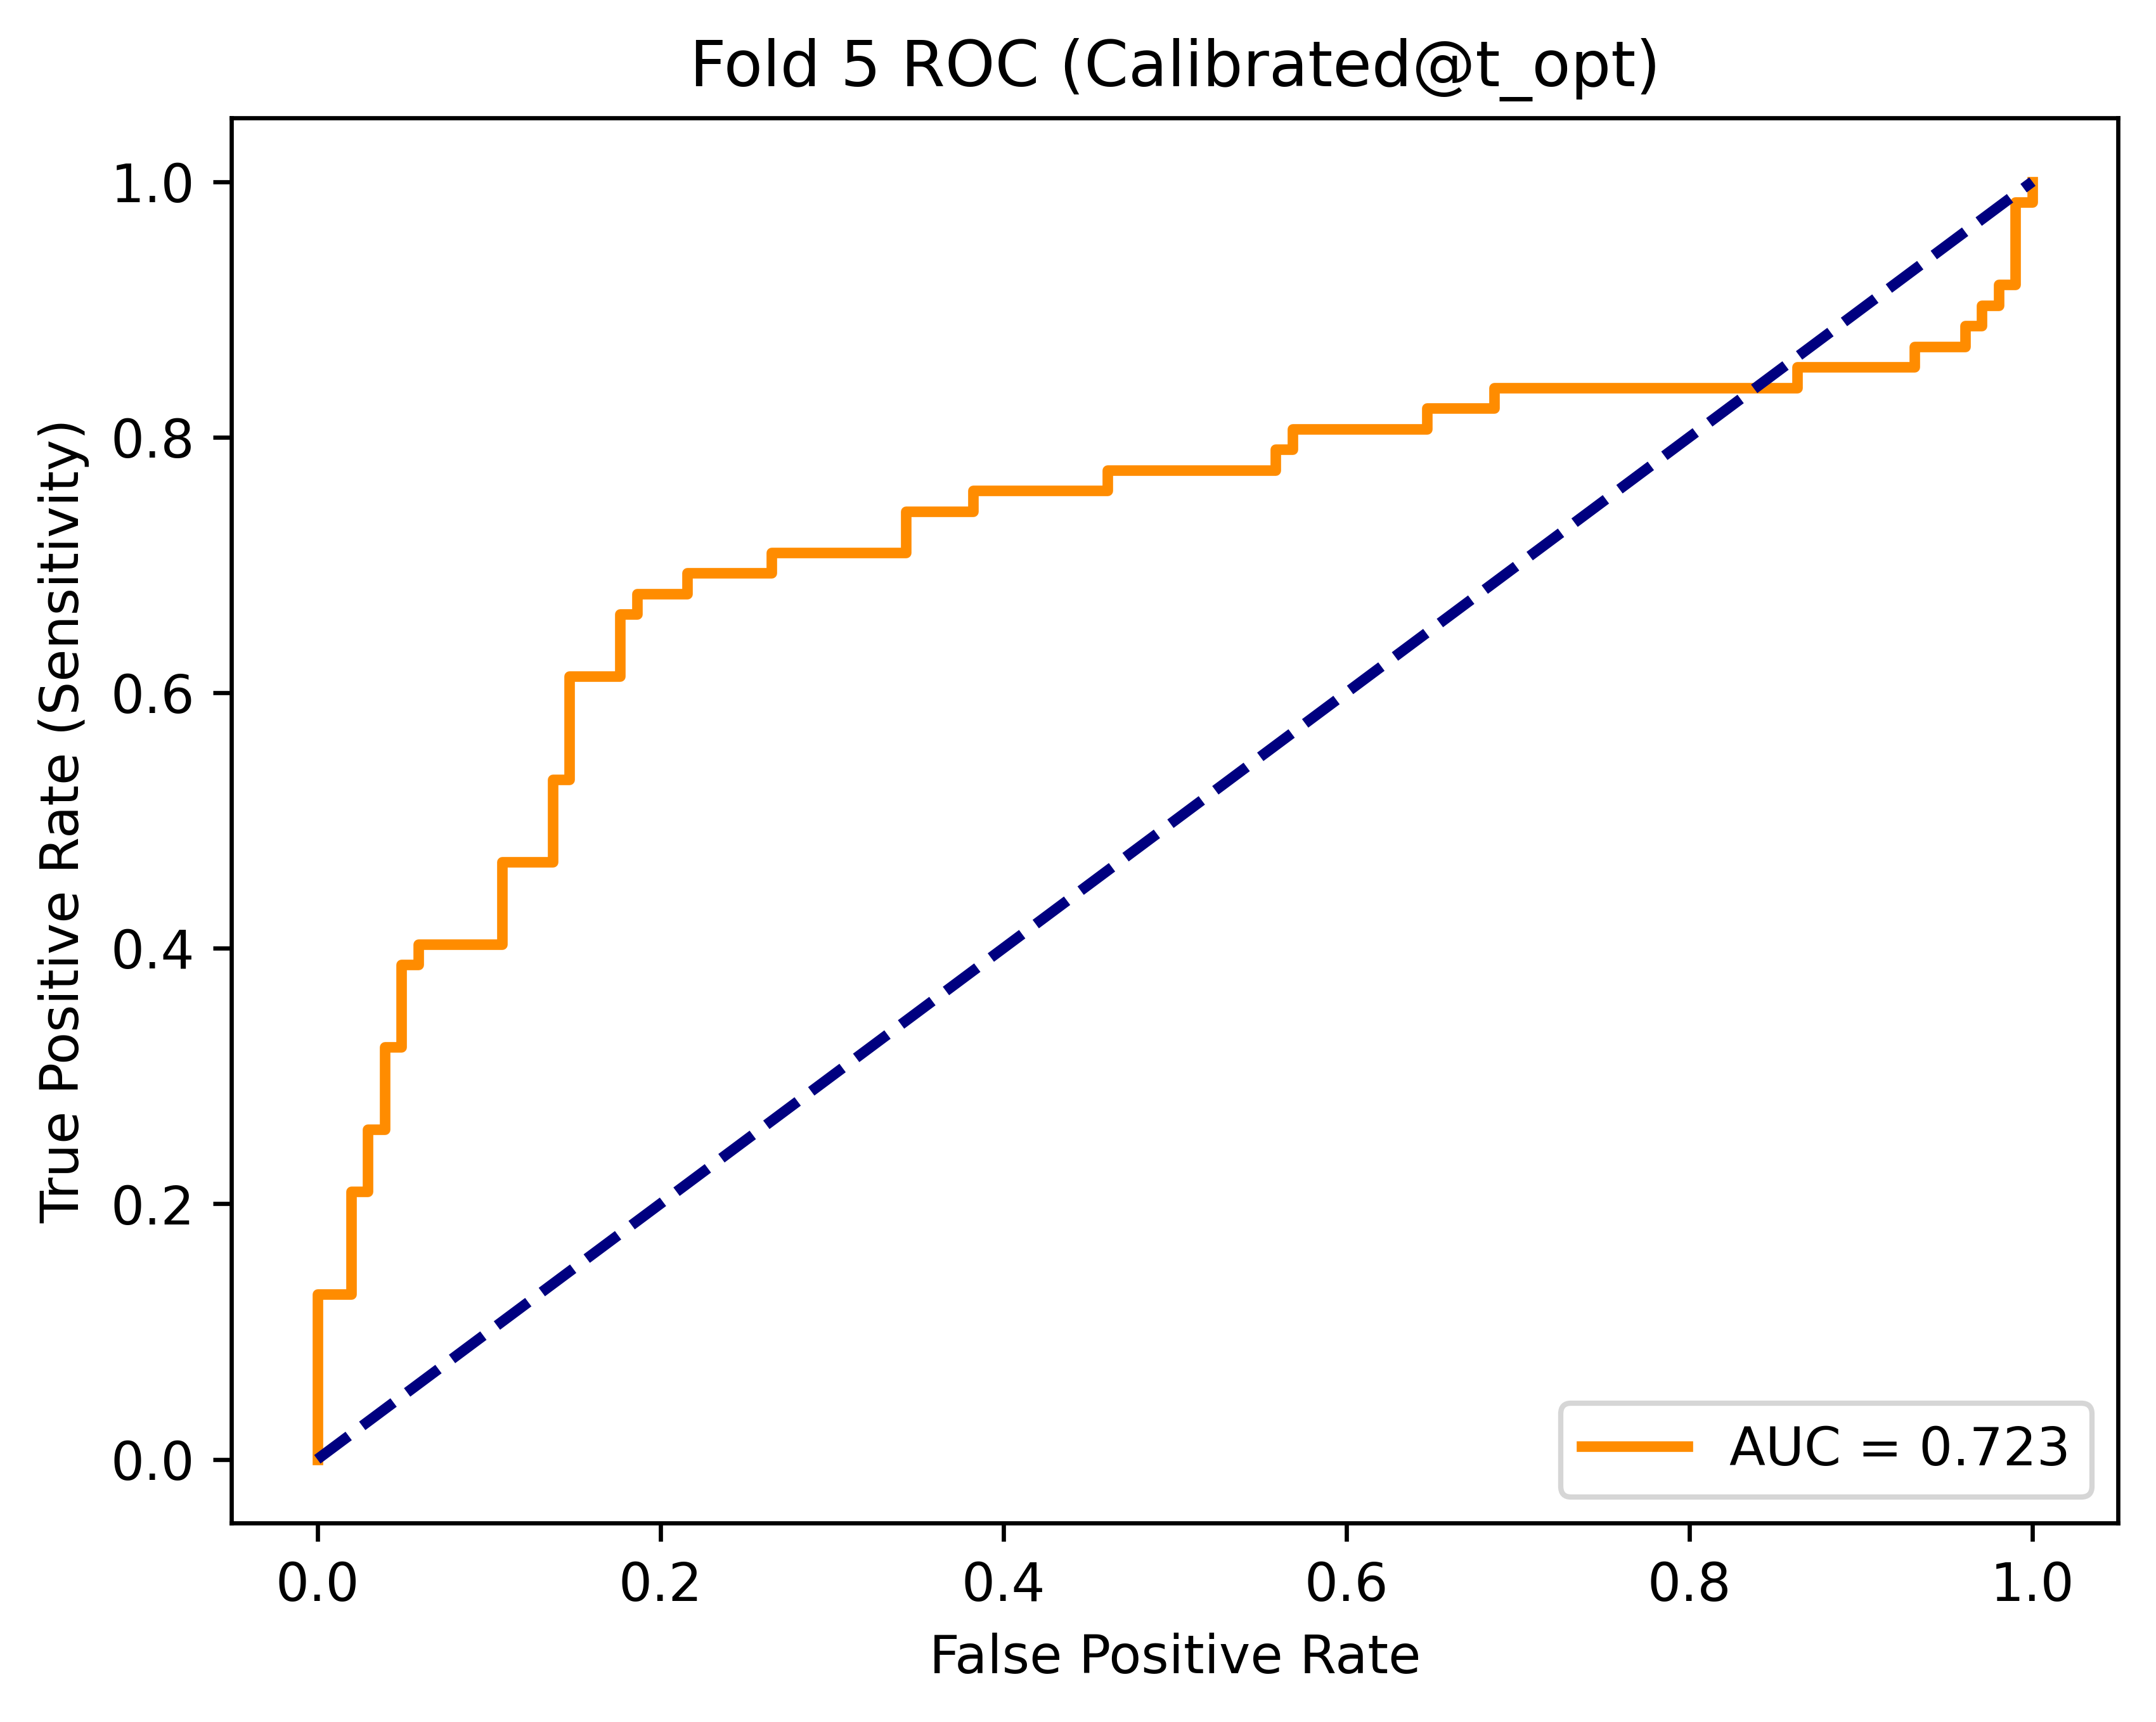 Fold 5 ROC (Calibrated@t_opt)
True Positive Rate (Sensitivity)
1.0
0.8
0.6
0.4
0.2
0.0
AUC = 0.723
0.0 0.2 0.4 0.6 0.8 1.0
False Positive Rate